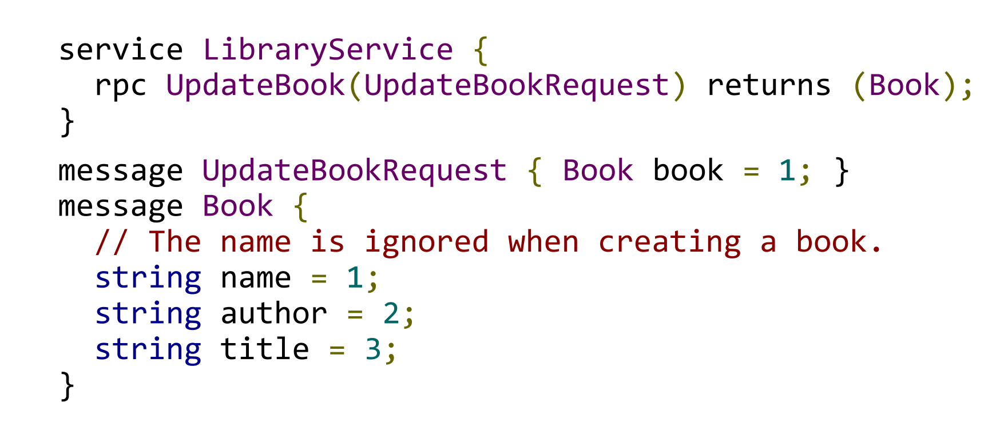 service LibraryService {
  rpc UpdateBook(UpdateBookRequest) returns (Book);
}
message UpdateBookRequest { Book book = 1; }
message Book {
  // The name is ignored when creating a book.
  string name = 1;
  string author = 2;
  string title = 3;
}